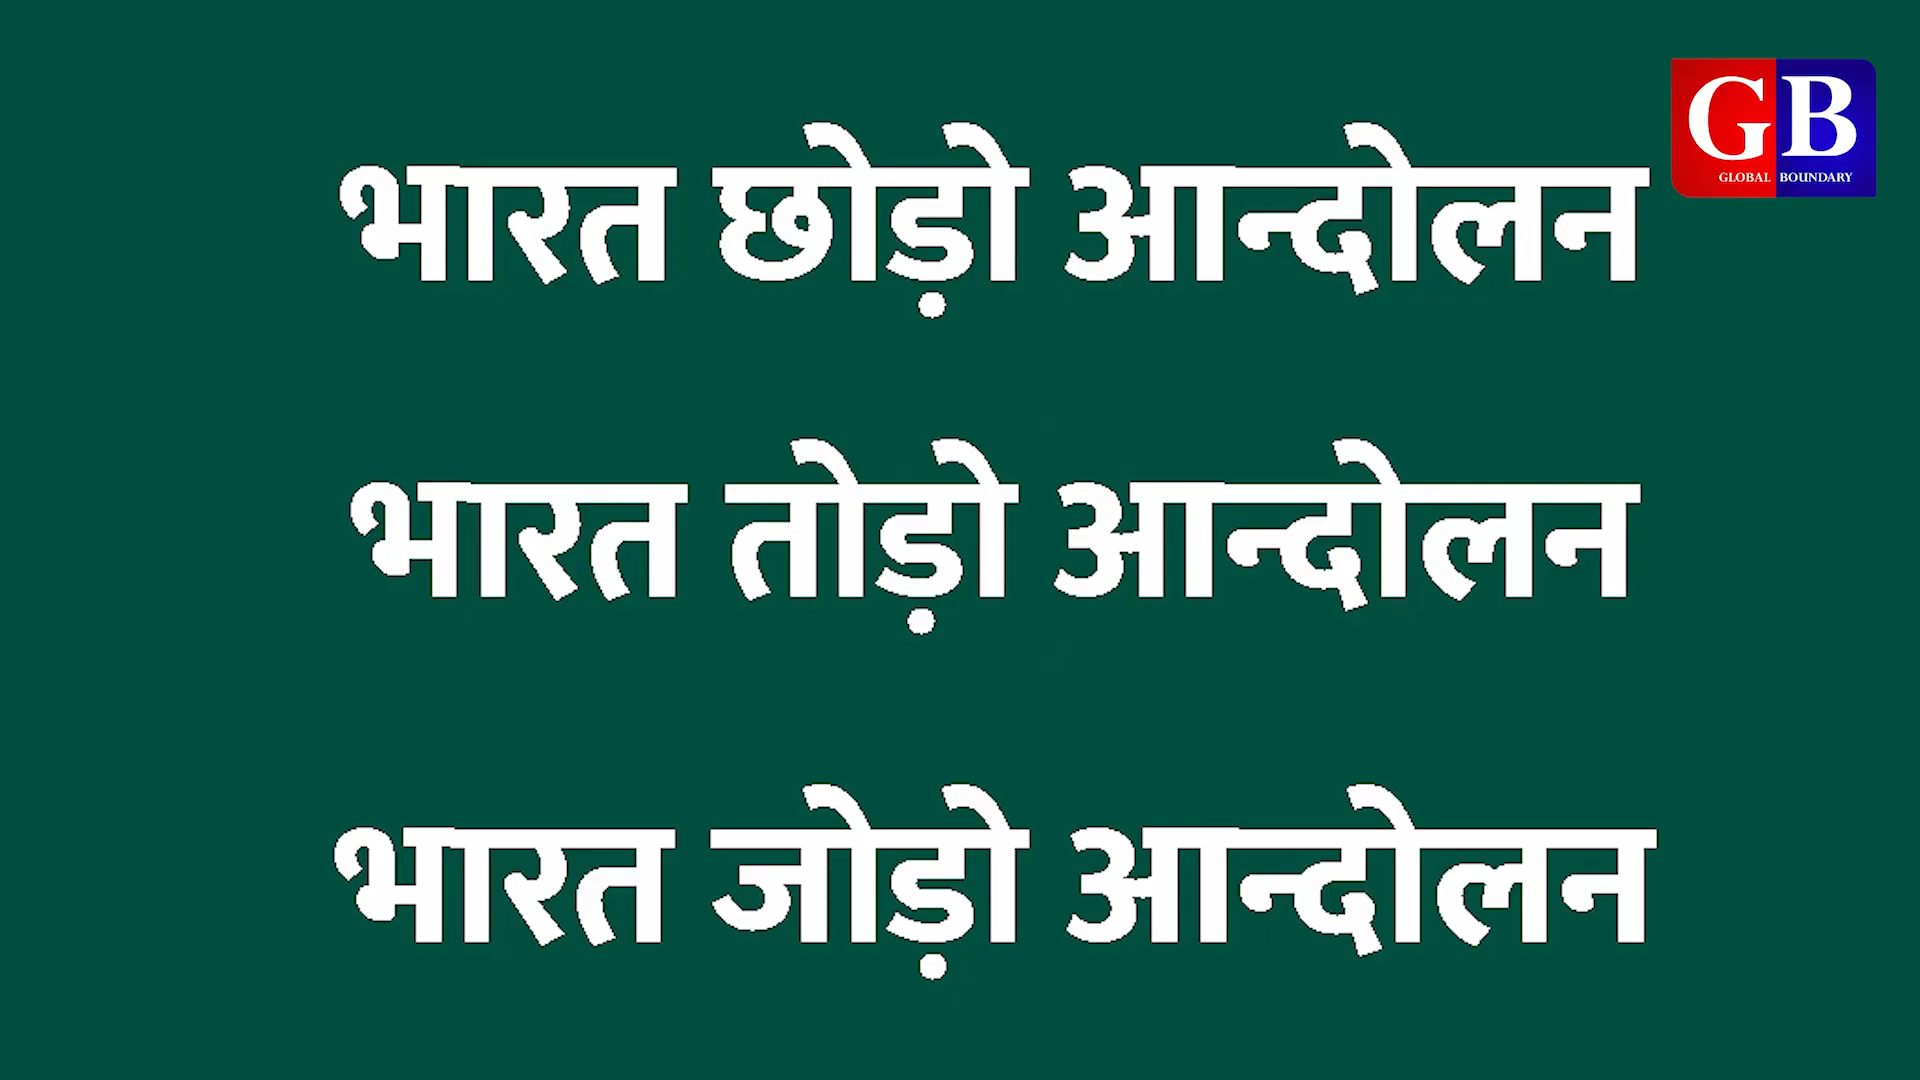 भारत छोड़ो आन्दोलन
GB
GLOBAL BOUNDARY
भारत तोड़ो आन्दोलन
भारत जोड़ो आन्दोलन